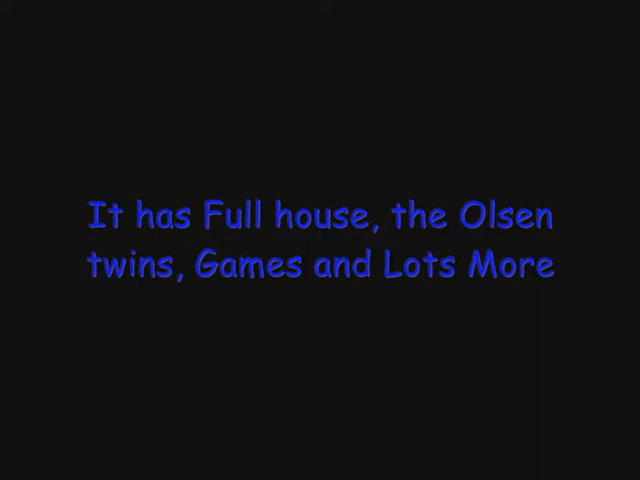 It has Full house, the Olsen
twins, Games and Lots More